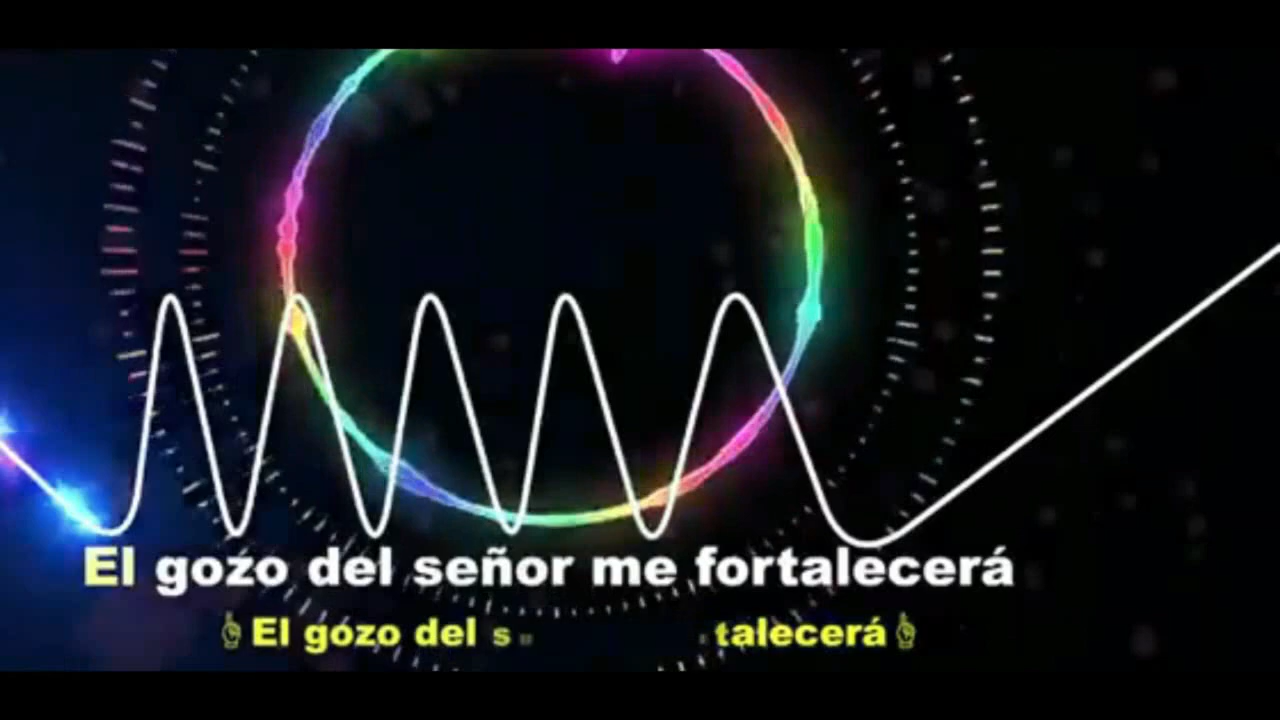 El gozo del señor me fortalecerá
☝El gozo del s talecerá☝